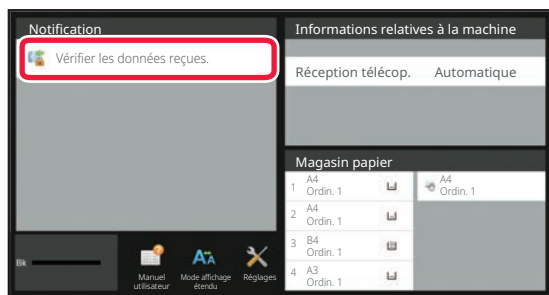 Notification
Vérifier les données reçues.
Informations relatives à la machine
Réception télécop. Automatique
Magasin papier
1 A4
Ordin. 1
A4
Ordin. 1
2 A4
Ordin. 1
3 B4
Ordin. 1
4 A3
Ordin. 1
Bk
Manuel
utilisateur
Mode affichage
étendu
Réglages